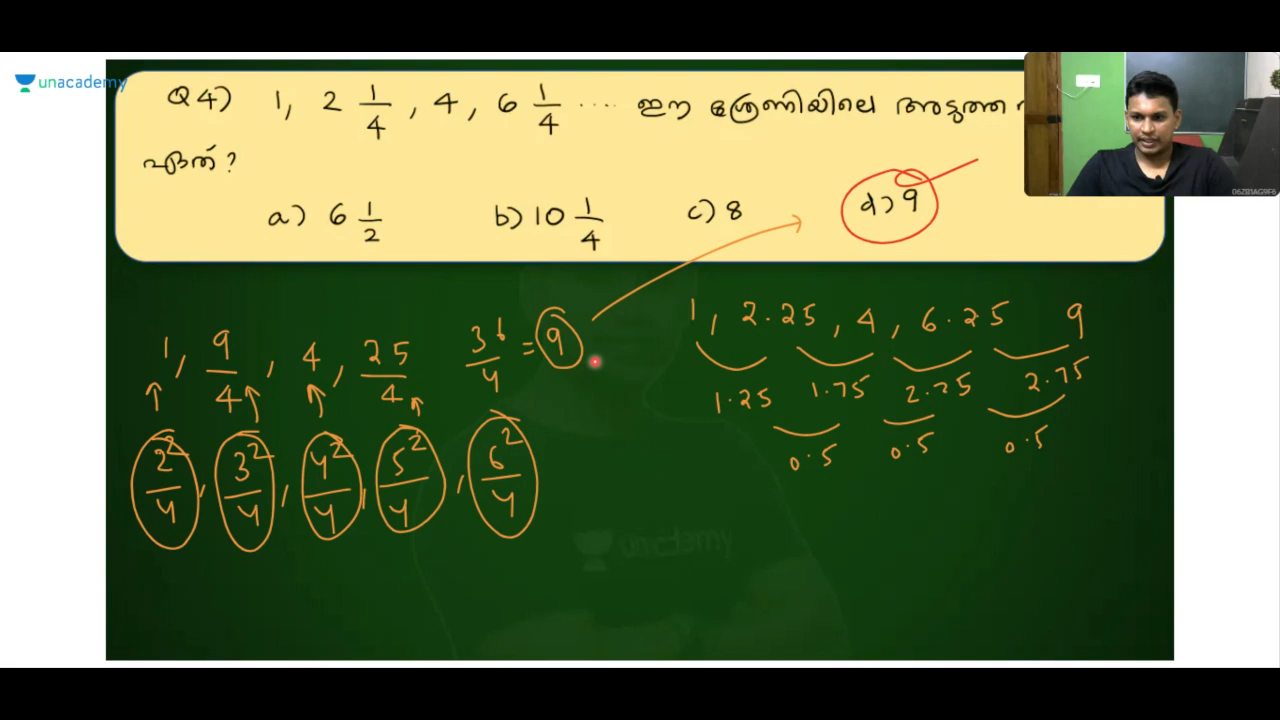 unacademy
Q 4) 1, 2 1/4, 4, 6 1/4 .... ഈ ശ്രേണിയിലെ അടുത്ത
ഏത് ?
a) 6 1/2 b) 10 1/4 c) 8 d) 9
1, 9/4, 4, 25/4 36/4 = 9
2²/4, 3²/4, 4²/4, 5²/4, 6²/4
1, 2.25, 4, 6.25 9
1.25 1.75 2.25 2.75
0.5 0.5 0.5
unacademy
06ZB1AG9F6